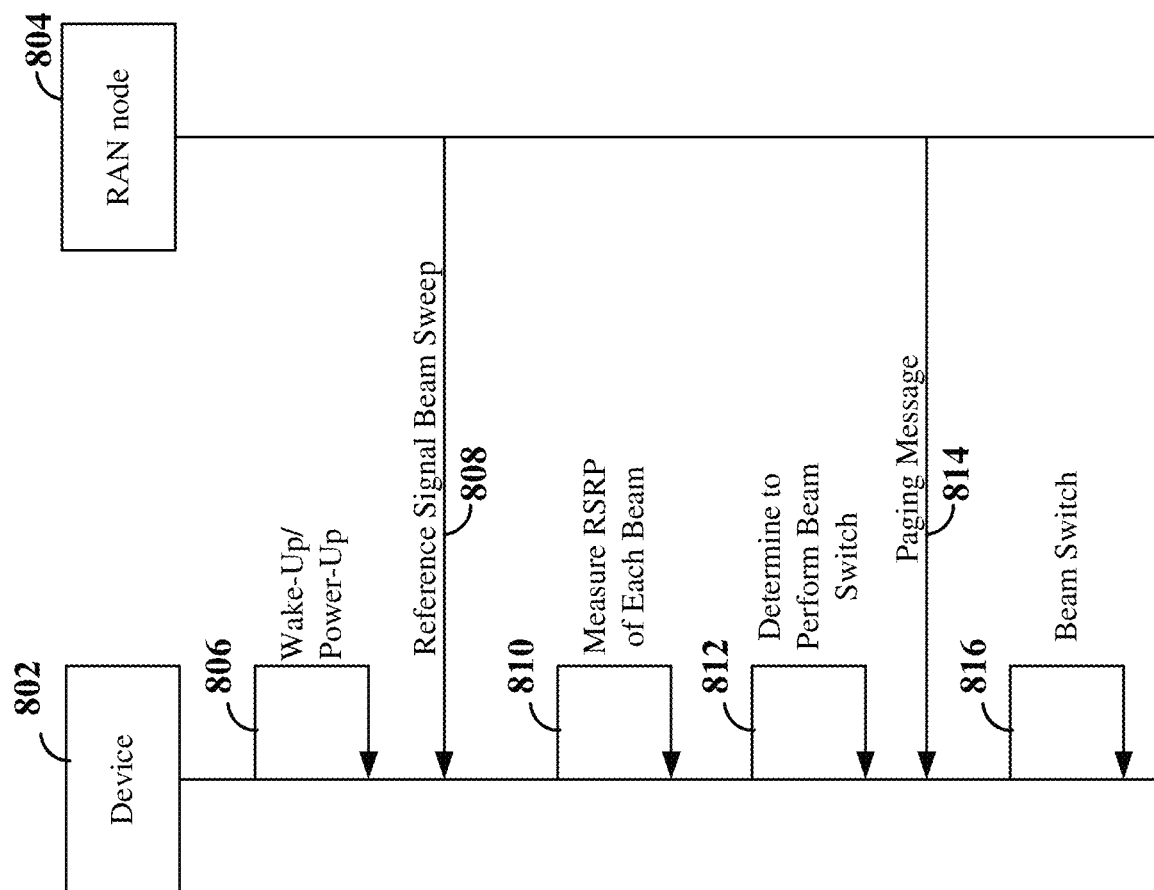 802
Device
804
RAN node
806
Wake-Up/
Power-Up
Reference Signal Beam Sweep
808
810
Measure RSRP
of Each Beam
812
Determine to
Perform Beam
Switch
Paging Message
814
816
Beam Switch